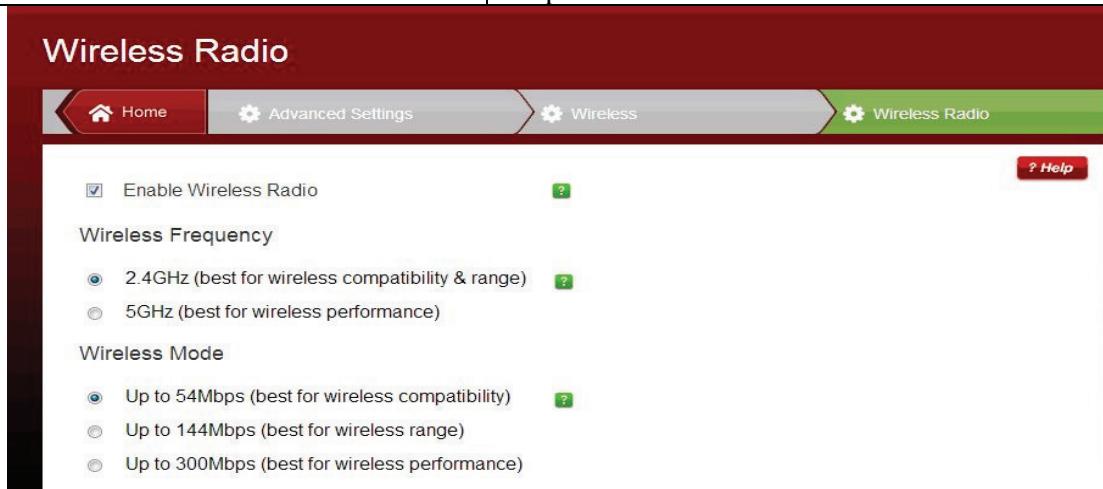 Wireless Radio
Home Advanced Settings Wireless Wireless Radio
? Help
Enable Wireless Radio ?
Wireless Frequency
2.4GHz (best for wireless compatibility & range) ?
5GHz (best for wireless performance)
Wireless Mode
Up to 54Mbps (best for wireless compatibility) ?
Up to 144Mbps (best for wireless range)
Up to 300Mbps (best for wireless performance)